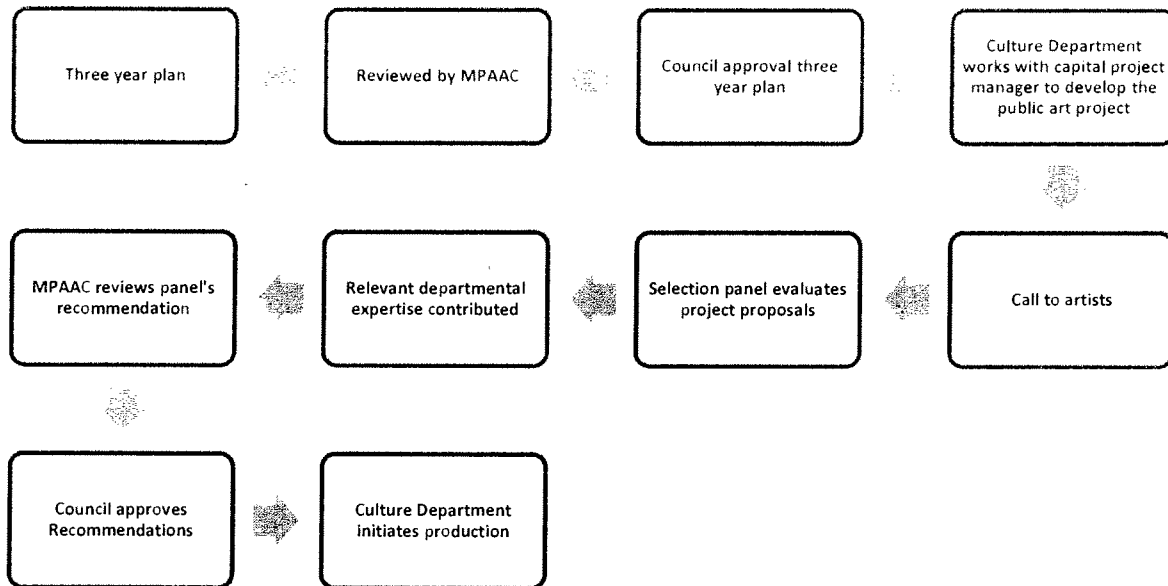 Three year plan
Reviewed by MPAAC
Council approval three
year plan
Culture Department
works with capital project
manager to develop the
public art project
Call to artists
Selection panel evaluates
project proposals
Relevant departmental
expertise contributed
MPAAC reviews panel's
recommendation
Council approves
Recommendations
Culture Department
initiates production